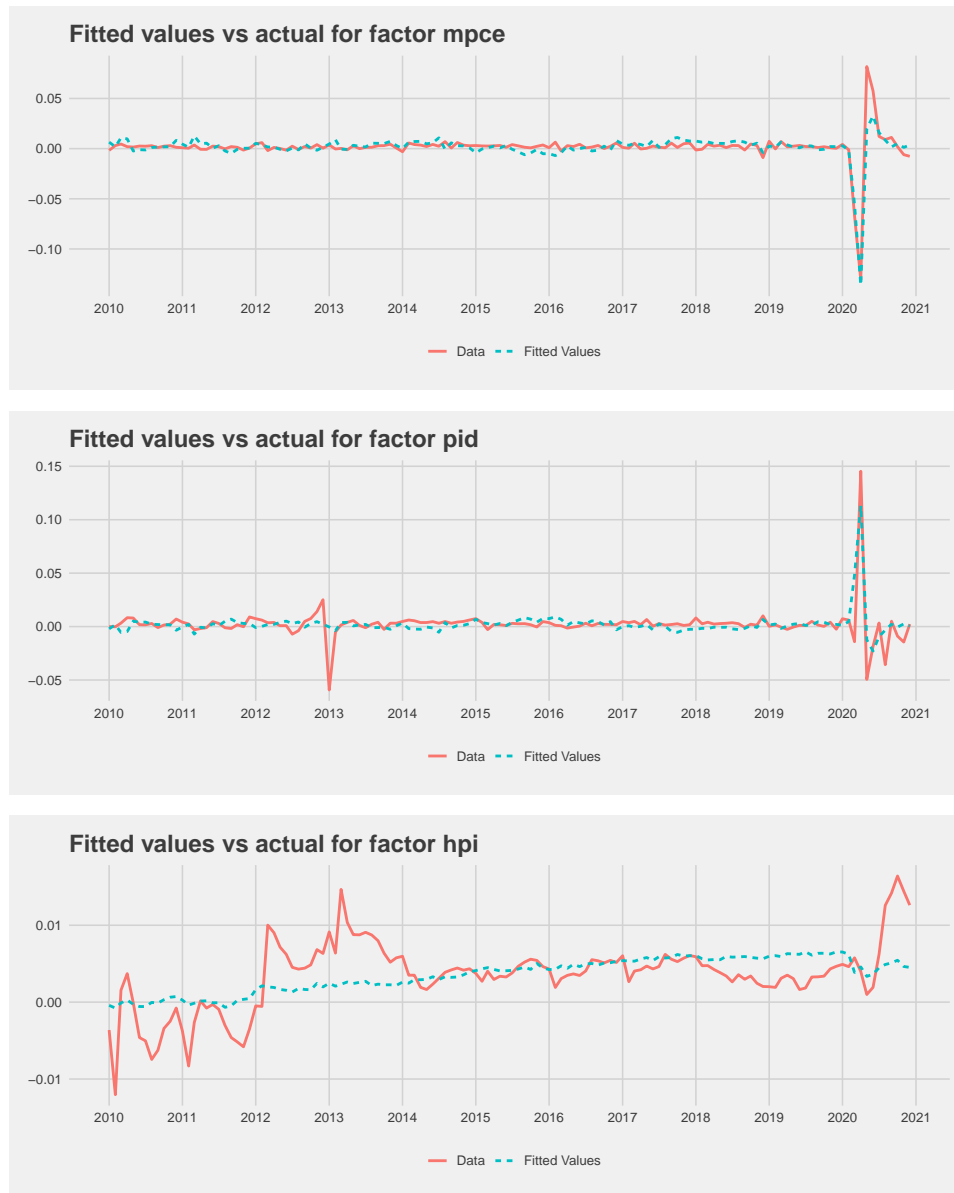 Fitted values vs actual for factor mpce
0.05
0.00
−0.05
−0.10
2010 2011 2012 2013 2014 2015 2016 2017 2018 2019 2020 2021
Data Fitted Values
Fitted values vs actual for factor pid
0.15
0.10
0.05
0.00
−0.05
2010 2011 2012 2013 2014 2015 2016 2017 2018 2019 2020 2021
Data Fitted Values
Fitted values vs actual for factor hpi
0.01
0.00
−0.01
2010 2011 2012 2013 2014 2015 2016 2017 2018 2019 2020 2021
Data Fitted Values